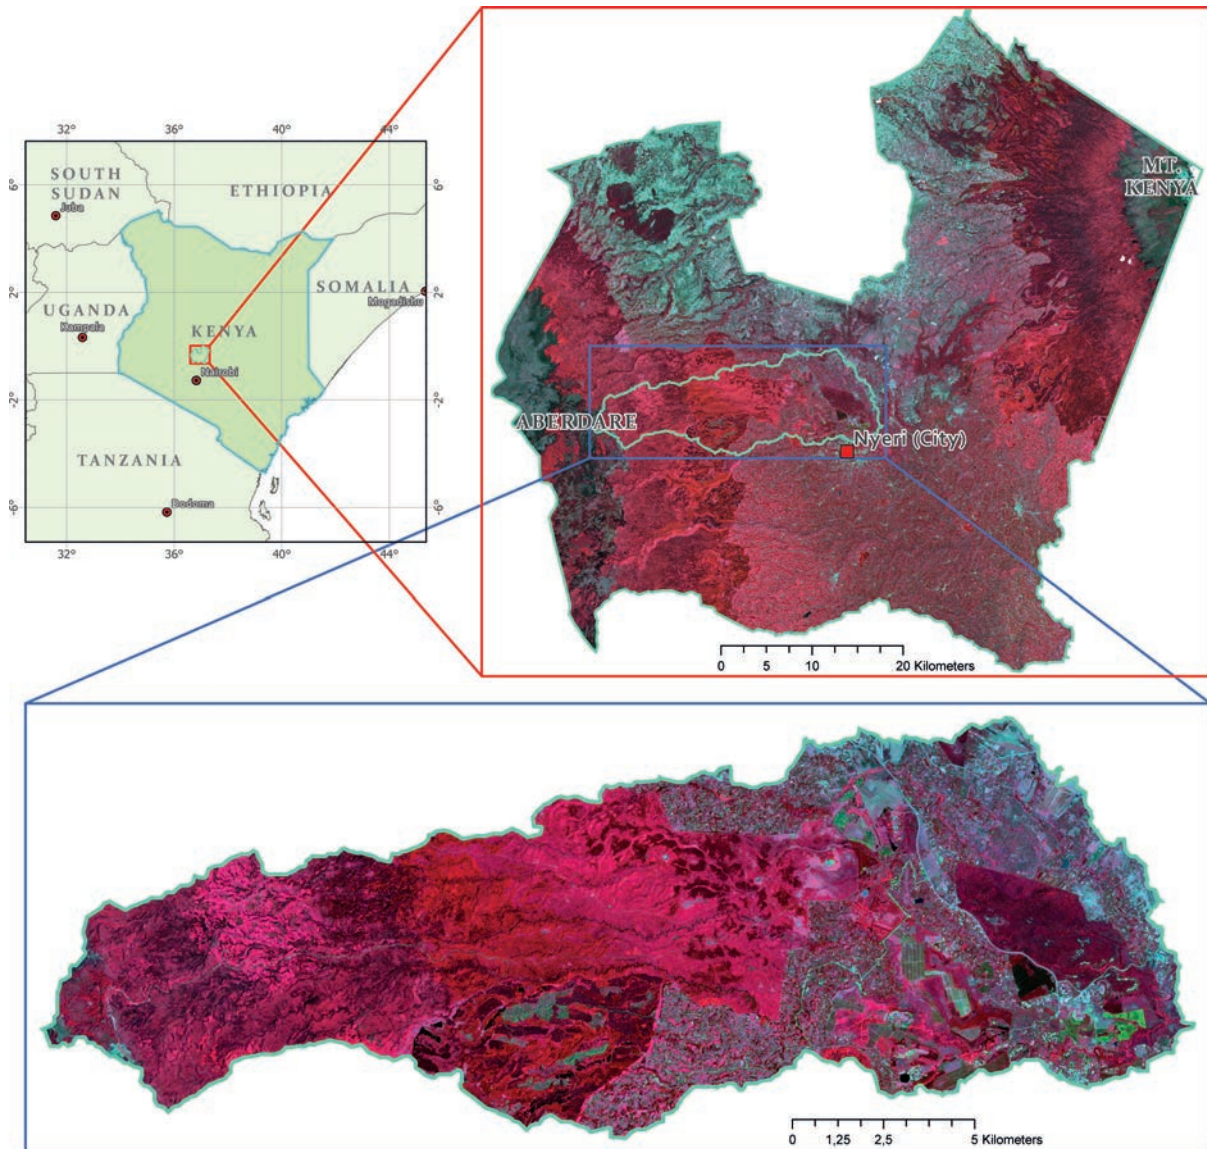 32°
36°
40°
44°
SOUTH
SUDAN
Juba
ETHIOPIA
6°
6°
UGANDA
Kampala
KENYA
Nairobi
SOMALIA
Mogadishu
2°
2°
-2°
-2°
TANZANIA
Dodoma
-6°
-6°
32°
36°
40°
44°
MT.
KENYA
ABERDARE
Nyeri (City)
0 5 10 20 Kilometers
0 1,25 2,5 5 Kilometers